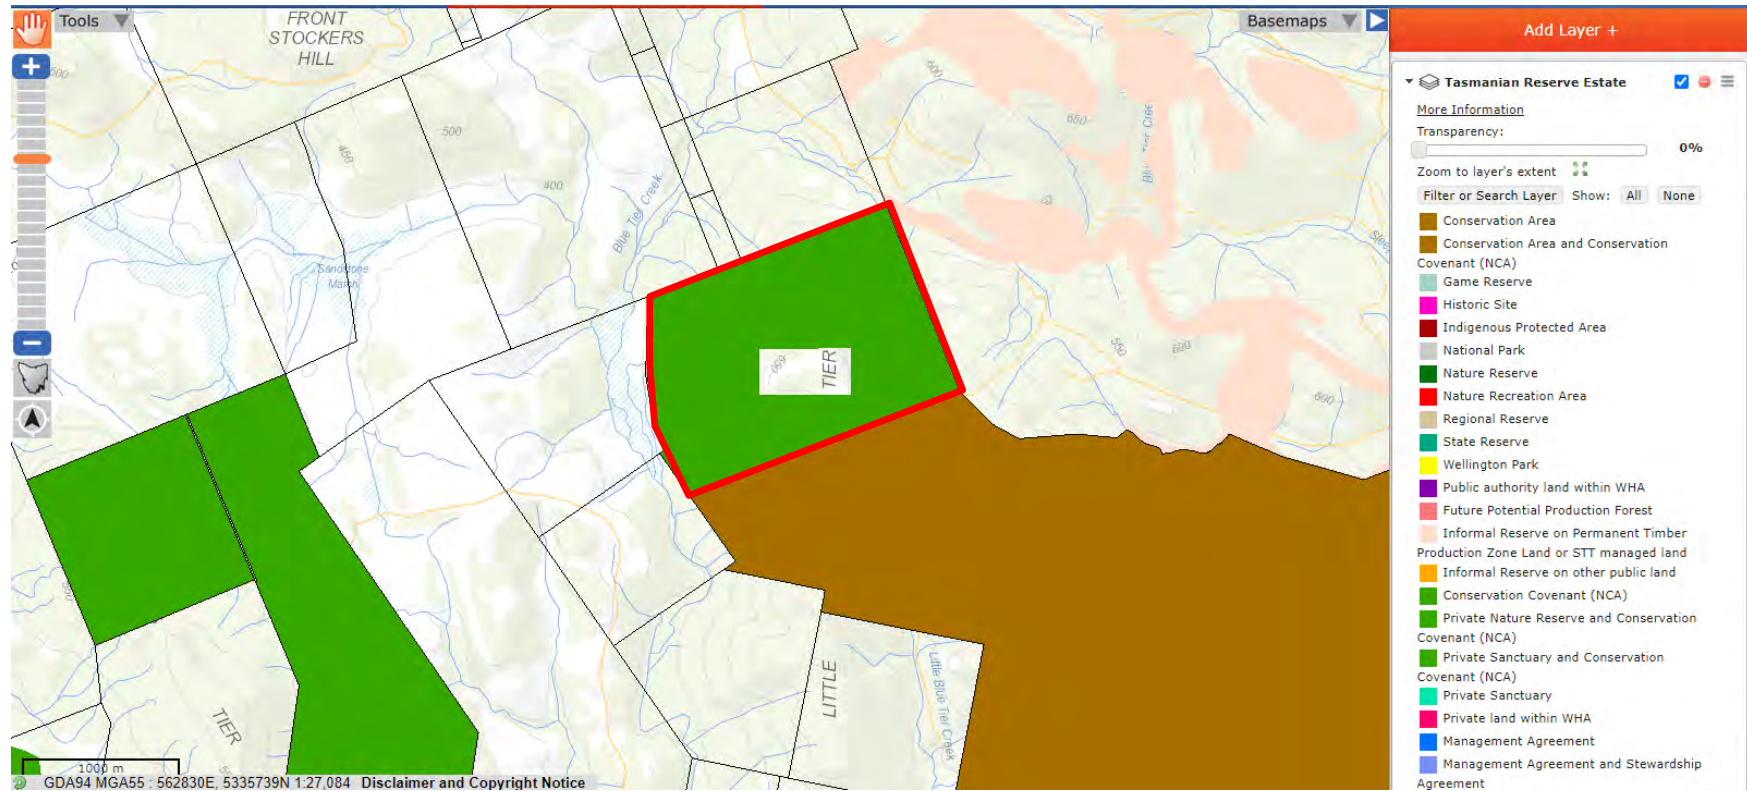 Tools
FRONT
STOCKERS
HILL
Basemaps
500
600
650
500
450
400
Blue Tier Creek
Sandstone
Marsh
TIER
550
600
600
LITTLE
Little Blue Tier Creek
TIER
1000 m
GDA94 MGA55 : 562830E, 5335739N 1:27,084 Disclaimer and Copyright Notice
Add Layer +
Tasmanian Reserve Estate
More Information
Transparency:
0%
Zoom to layer's extent
Filter or Search Layer Show: All None
Conservation Area
Conservation Area and Conservation
Covenant (NCA)
Game Reserve
Historic Site
Indigenous Protected Area
National Park
Nature Reserve
Nature Recreation Area
Regional Reserve
State Reserve
Wellington Park
Public authority land within WHA
Future Potential Production Forest
Informal Reserve on Permanent Timber
Production Zone Land or STT managed land
Informal Reserve on other public land
Conservation Covenant (NCA)
Private Nature Reserve and Conservation
Covenant (NCA)
Private Sanctuary and Conservation
Covenant (NCA)
Private Sanctuary
Private land within WHA
Management Agreement
Management Agreement and Stewardship
Agreement